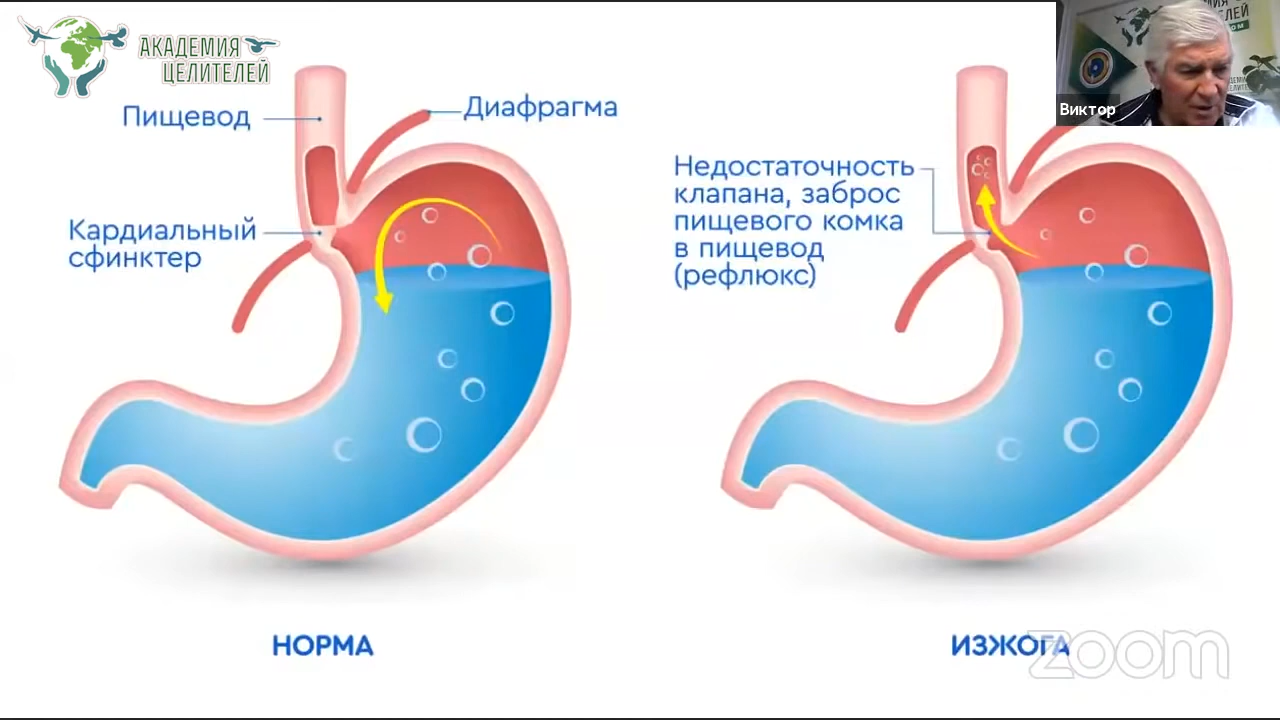 АКАДЕМИЯ
ЦЕЛИТЕЛЕЙ
Виктор
Пищевод
Диафрагма
Кардиальный
сфинктер
Недостаточность
клапана, заброс
пищевого комка
в пищевод
(рефлюкс)
НОРМА
ИЗЖОГА
zoom